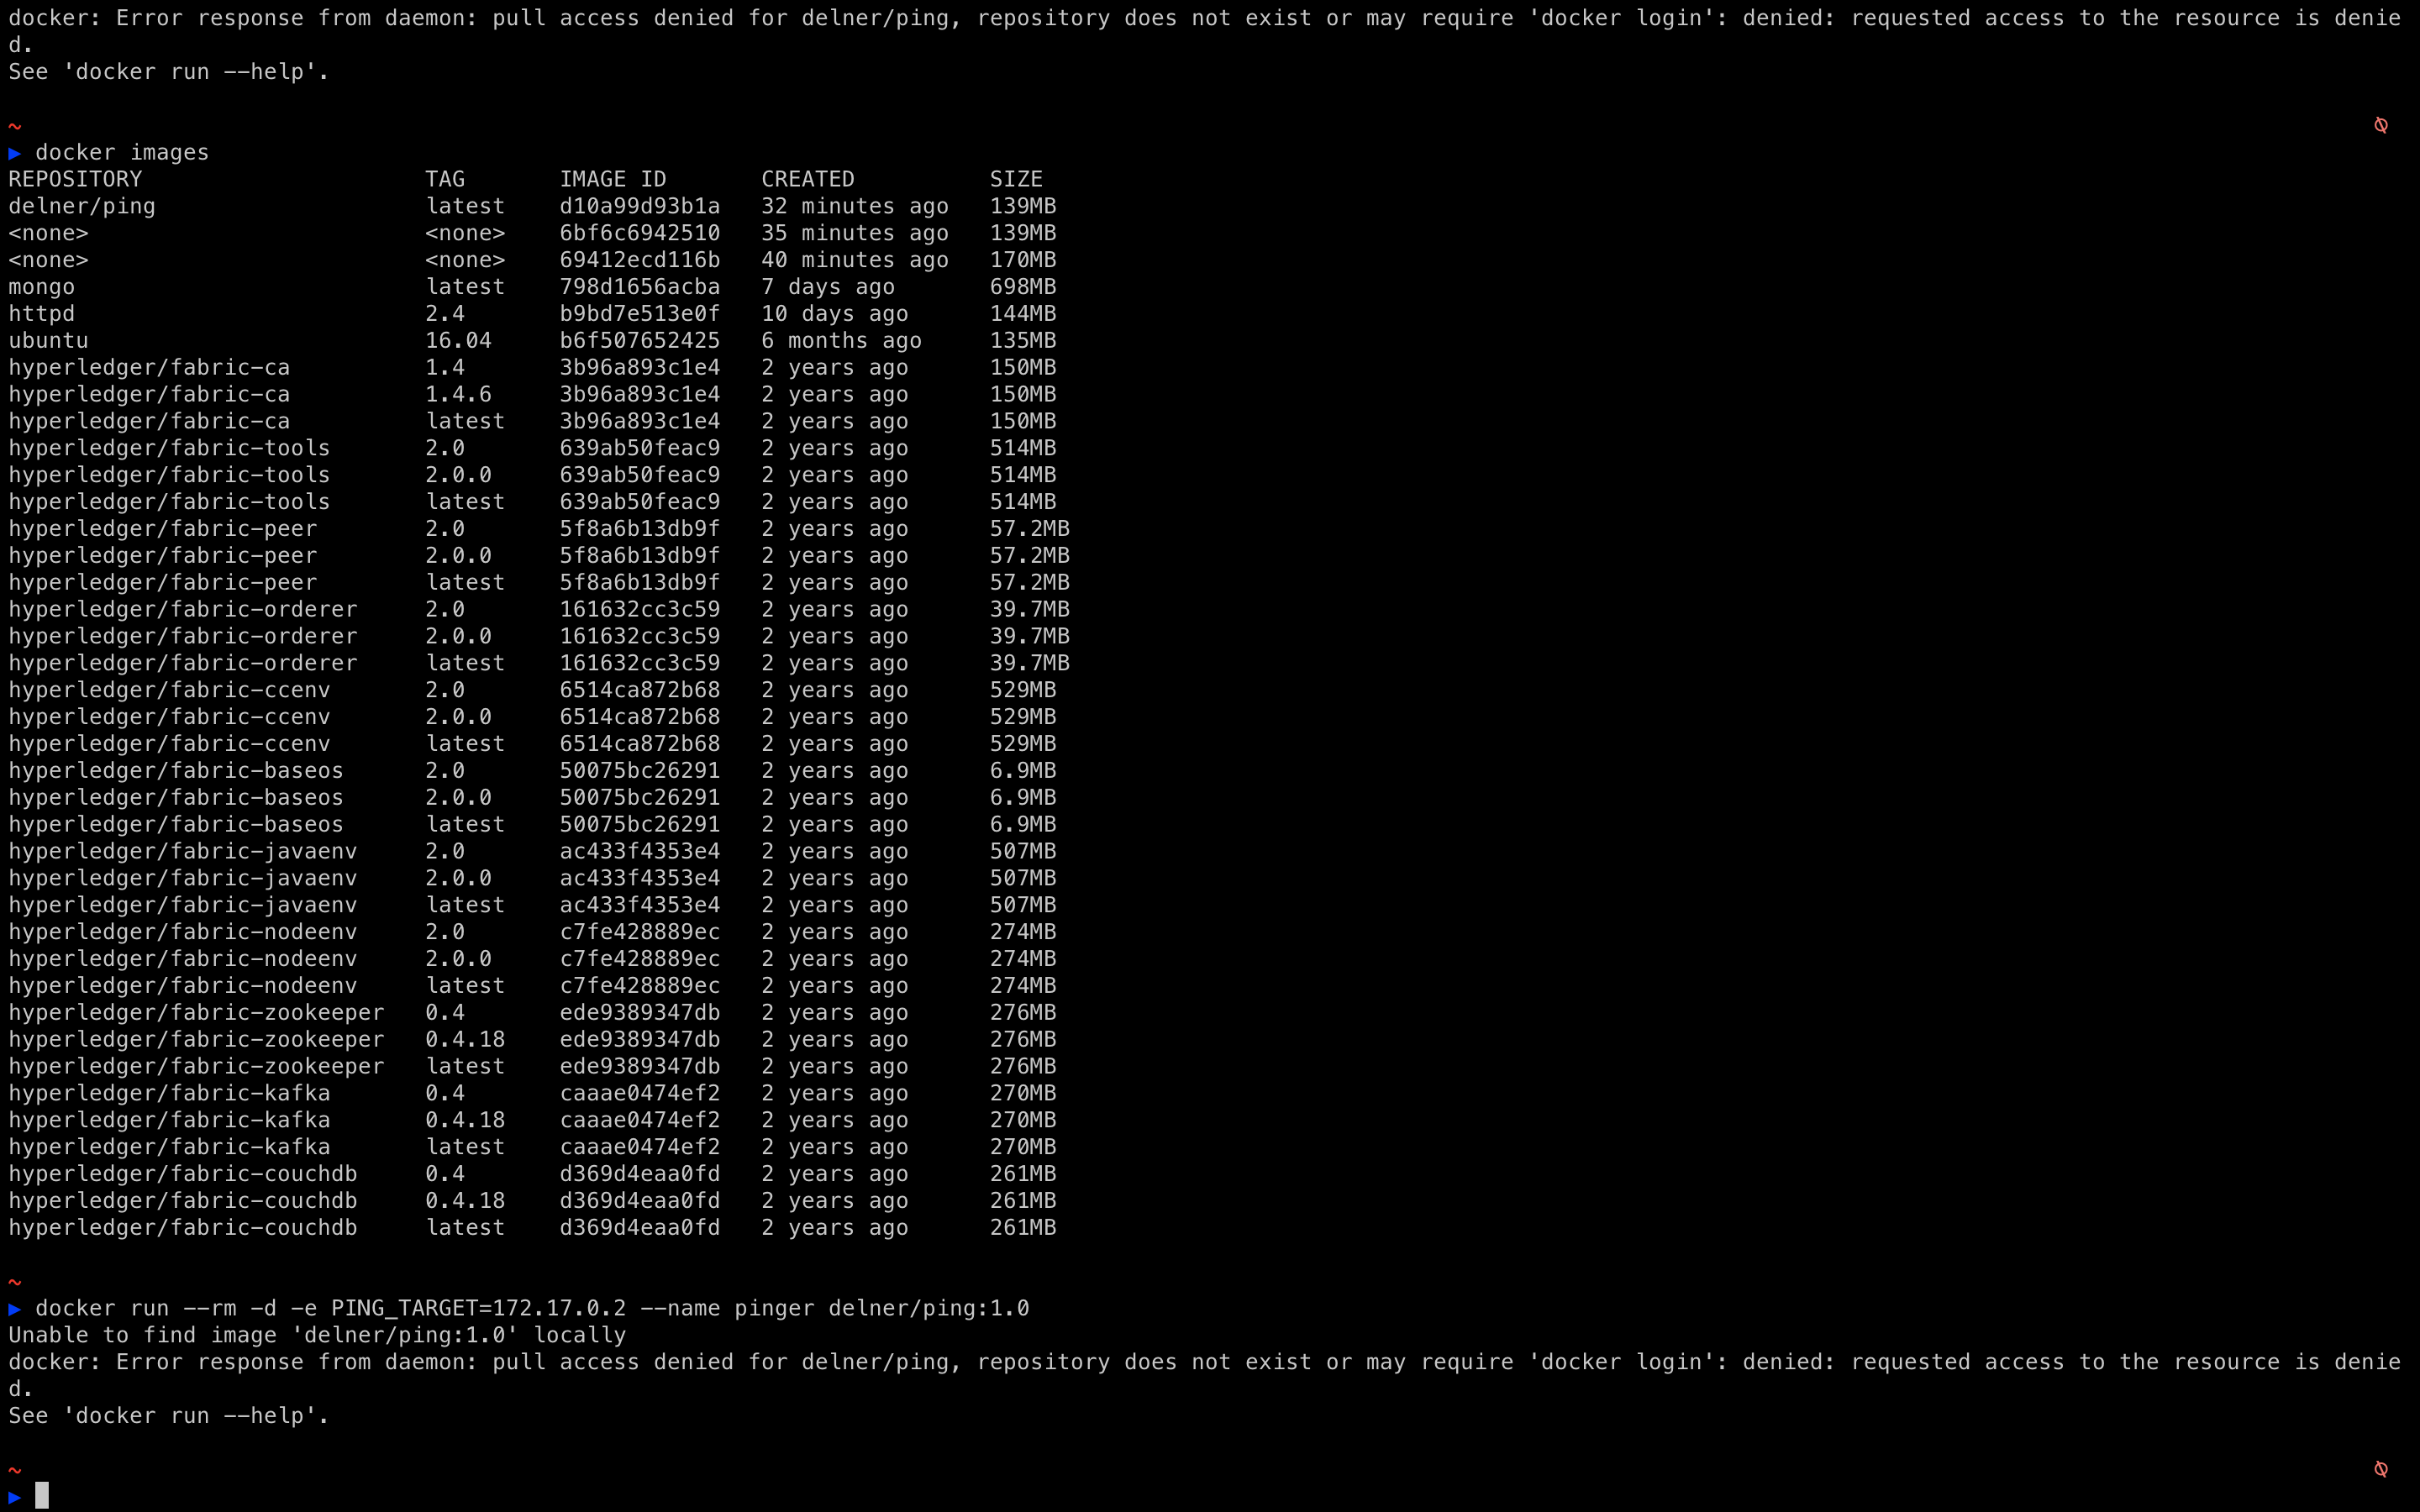 docker: Error response from daemon: pull access denied for delner/ping, repository does not exist or may require 'docker login': denied: requested access to the resource is denie
d.
See 'docker run --help'.
~
▶ docker images
REPOSITORY TAG IMAGE ID CREATED SIZE
delner/ping latest d10a99d93b1a 32 minutes ago 139MB
<none> <none> 6bf6c6942510 35 minutes ago 139MB
<none> <none> 69412ecd116b 40 minutes ago 170MB
mongo latest 798d1656acba 7 days ago 698MB
httpd 2.4 b9bd7e513e0f 10 days ago 144MB
ubuntu 16.04 b6f507652425 6 months ago 135MB
hyperledger/fabric-ca 1.4 3b96a893c1e4 2 years ago 150MB
hyperledger/fabric-ca 1.4.6 3b96a893c1e4 2 years ago 150MB
hyperledger/fabric-ca latest 3b96a893c1e4 2 years ago 150MB
hyperledger/fabric-tools 2.0 639ab50feac9 2 years ago 514MB
hyperledger/fabric-tools 2.0.0 639ab50feac9 2 years ago 514MB
hyperledger/fabric-tools latest 639ab50feac9 2 years ago 514MB
hyperledger/fabric-peer 2.0 5f8a6b13db9f 2 years ago 57.2MB
hyperledger/fabric-peer 2.0.0 5f8a6b13db9f 2 years ago 57.2MB
hyperledger/fabric-peer latest 5f8a6b13db9f 2 years ago 57.2MB
hyperledger/fabric-orderer 2.0 161632cc3c59 2 years ago 39.7MB
hyperledger/fabric-orderer 2.0.0 161632cc3c59 2 years ago 39.7MB
hyperledger/fabric-orderer latest 161632cc3c59 2 years ago 39.7MB
hyperledger/fabric-ccenv 2.0 6514ca872b68 2 years ago 529MB
hyperledger/fabric-ccenv 2.0.0 6514ca872b68 2 years ago 529MB
hyperledger/fabric-ccenv latest 6514ca872b68 2 years ago 529MB
hyperledger/fabric-baseos 2.0 50075bc26291 2 years ago 6.9MB
hyperledger/fabric-baseos 2.0.0 50075bc26291 2 years ago 6.9MB
hyperledger/fabric-baseos latest 50075bc26291 2 years ago 6.9MB
hyperledger/fabric-javaenv 2.0 ac433f4353e4 2 years ago 507MB
hyperledger/fabric-javaenv 2.0.0 ac433f4353e4 2 years ago 507MB
hyperledger/fabric-javaenv latest ac433f4353e4 2 years ago 507MB
hyperledger/fabric-nodeenv 2.0 c7fe428889ec 2 years ago 274MB
hyperledger/fabric-nodeenv 2.0.0 c7fe428889ec 2 years ago 274MB
hyperledger/fabric-nodeenv latest c7fe428889ec 2 years ago 274MB
hyperledger/fabric-zookeeper 0.4 ede9389347db 2 years ago 276MB
hyperledger/fabric-zookeeper 0.4.18 ede9389347db 2 years ago 276MB
hyperledger/fabric-zookeeper latest ede9389347db 2 years ago 276MB
hyperledger/fabric-kafka 0.4 caaae0474ef2 2 years ago 270MB
hyperledger/fabric-kafka 0.4.18 caaae0474ef2 2 years ago 270MB
hyperledger/fabric-kafka latest caaae0474ef2 2 years ago 270MB
hyperledger/fabric-couchdb 0.4 d369d4eaa0fd 2 years ago 261MB
hyperledger/fabric-couchdb 0.4.18 d369d4eaa0fd 2 years ago 261MB
hyperledger/fabric-couchdb latest d369d4eaa0fd 2 years ago 261MB
~
▶ docker run --rm -d -e PING_TARGET=172.17.0.2 --name pinger delner/ping:1.0
Unable to find image 'delner/ping:1.0' locally
docker: Error response from daemon: pull access denied for delner/ping, repository does not exist or may require 'docker login': denied: requested access to the resource is denie
d.
See 'docker run --help'.
~
▶